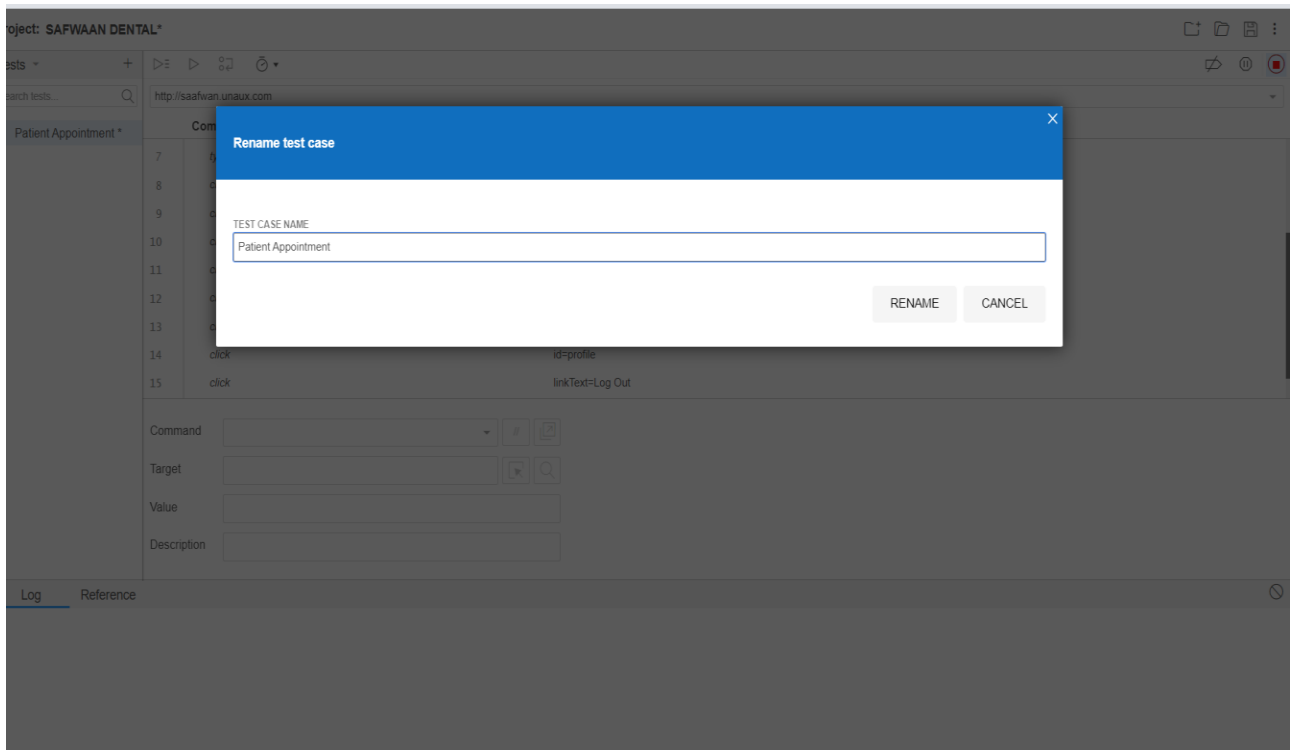 roject: SAFWAAN DENTAL*
ests
earch tests...
http://saafwan.unaux.com
Patient Appointment *
Com
Rename test case
TEST CASE NAME
Patient Appointment
RENAME
CANCEL
7
8
9
10
11
12
13
14 click id=profile
15 click linkText=Log Out
Command
Target
Value
Description
Log
Reference